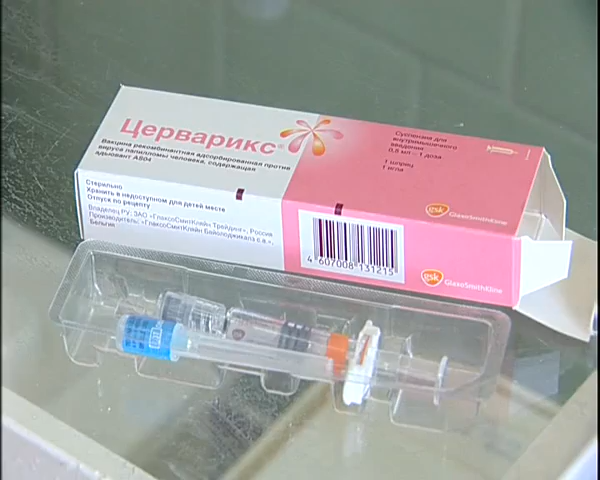 Церварикс®
Вакцина рекомбинантная адсорбированная против
вируса папилломы человека, содержащая
адъювант AS04
Суспензия для
внутримышечного
введения
0,5 мл – 1 доза
1 шприц
1 игла
Стерильно
Хранить в недоступном для детей месте
Отпуск по рецепту
Владелец РУ: ЗАО «ГлаксоСмитКляйн Трейдинг», Россия
Производитель: «ГлаксоСмитКляйн Байолоджикалз с.а.»,
Бельгия
gsk GlaxoSmithKline
4 607008 131215
gsk GlaxoSmithKline